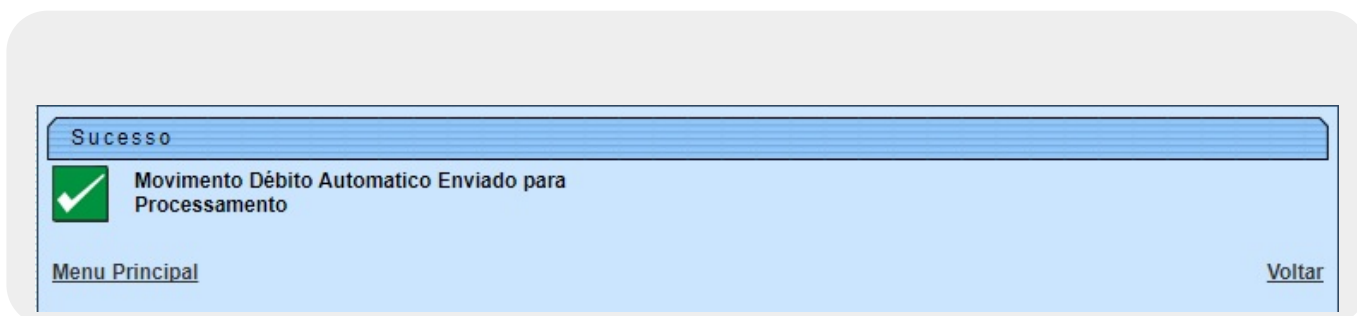 Sucesso
Movimento Débito Automatico Enviado para
Processamento
Menu Principal
Voltar